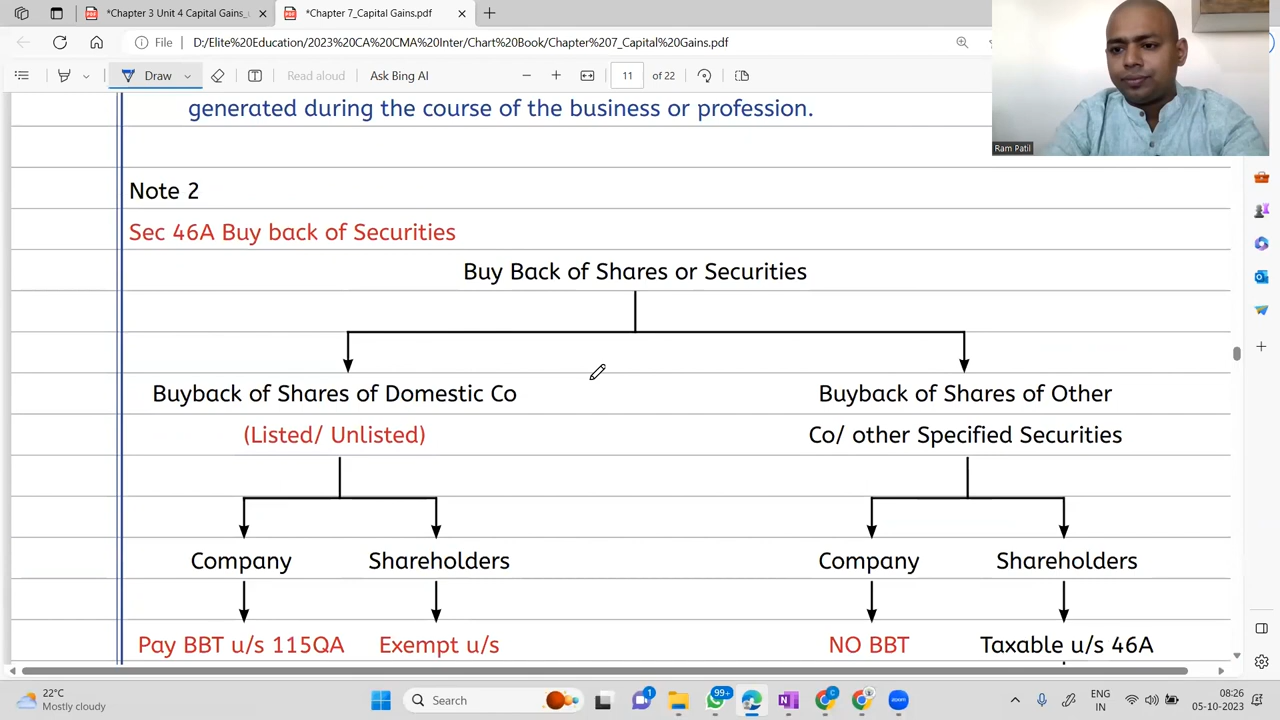 *Chapter 3 Unit 4 Capital Gains_
*Chapter 7_Capital Gains.pdf
File
D:/Elite%20Education/2023%20CA%20CMA%20Inter/Chart%20Book/Chapter%207_Capital%20Gains.pdf
Draw
Read aloud
Ask Bing AI
11
of 22
Ram Patil
generated during the course of the business or profession.
Note 2
Sec 46A Buy back of Securities
Buy Back of Shares or Securities
Buyback of Shares of Domestic Co
(Listed/ Unlisted)
Buyback of Shares of Other
Co/ other Specified Securities
Company
Shareholders
Company
Shareholders
Pay BBT u/s 115QA
Exempt u/s
NO BBT
Taxable u/s 46A
22°C
Mostly cloudy
Search
1
99+
ENG
IN
08:26
05-10-2023